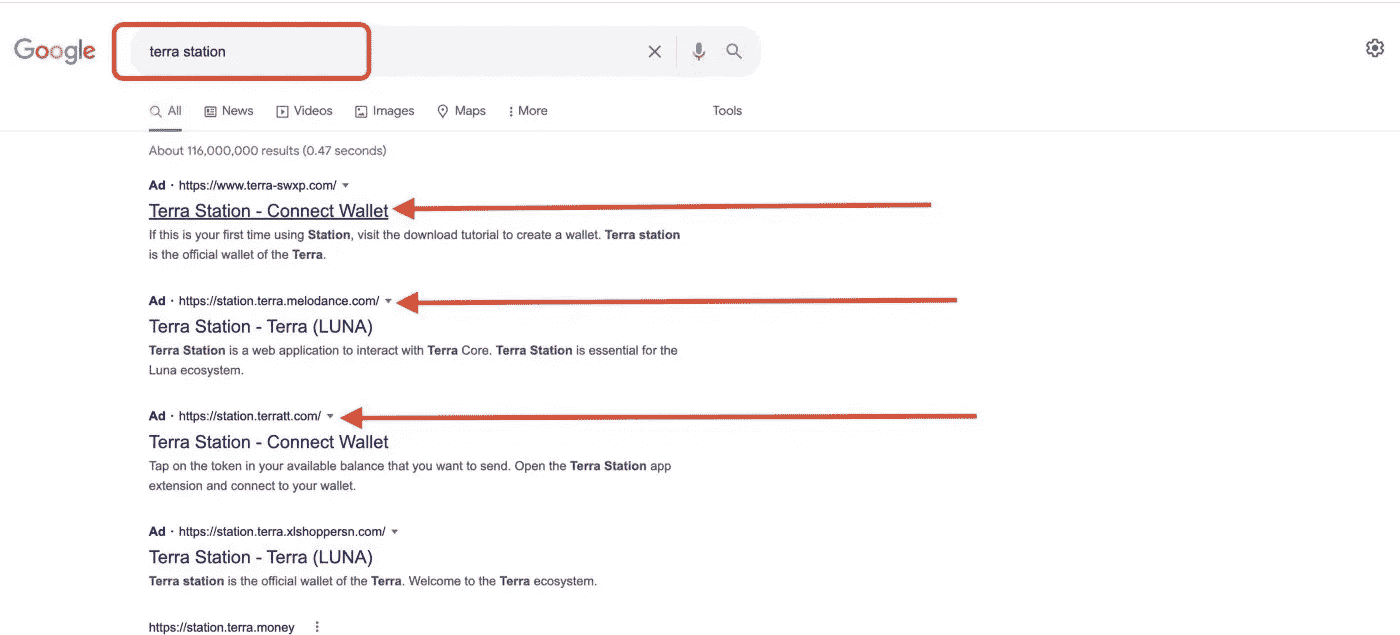 Google
terra station
All News Videos Images Maps More Tools
About 116,000,000 results (0.47 seconds)
Ad · https://www.terra-swxp.com/
Terra Station - Connect Wallet
If this is your first time using Station, visit the download tutorial to create a wallet. Terra station
is the official wallet of the Terra.
Ad · https://station.terra.melodance.com/
Terra Station - Terra (LUNA)
Terra Station is a web application to interact with Terra Core. Terra Station is essential for the
Luna ecosystem.
Ad · https://station.terratt.com/
Terra Station - Connect Wallet
Tap on the token in your available balance that you want to send. Open the Terra Station app
extension and connect to your wallet.
Ad · https://station.terra.xlshoppersn.com/
Terra Station - Terra (LUNA)
Terra station is the official wallet of the Terra. Welcome to the Terra ecosystem.
https://station.terra.money